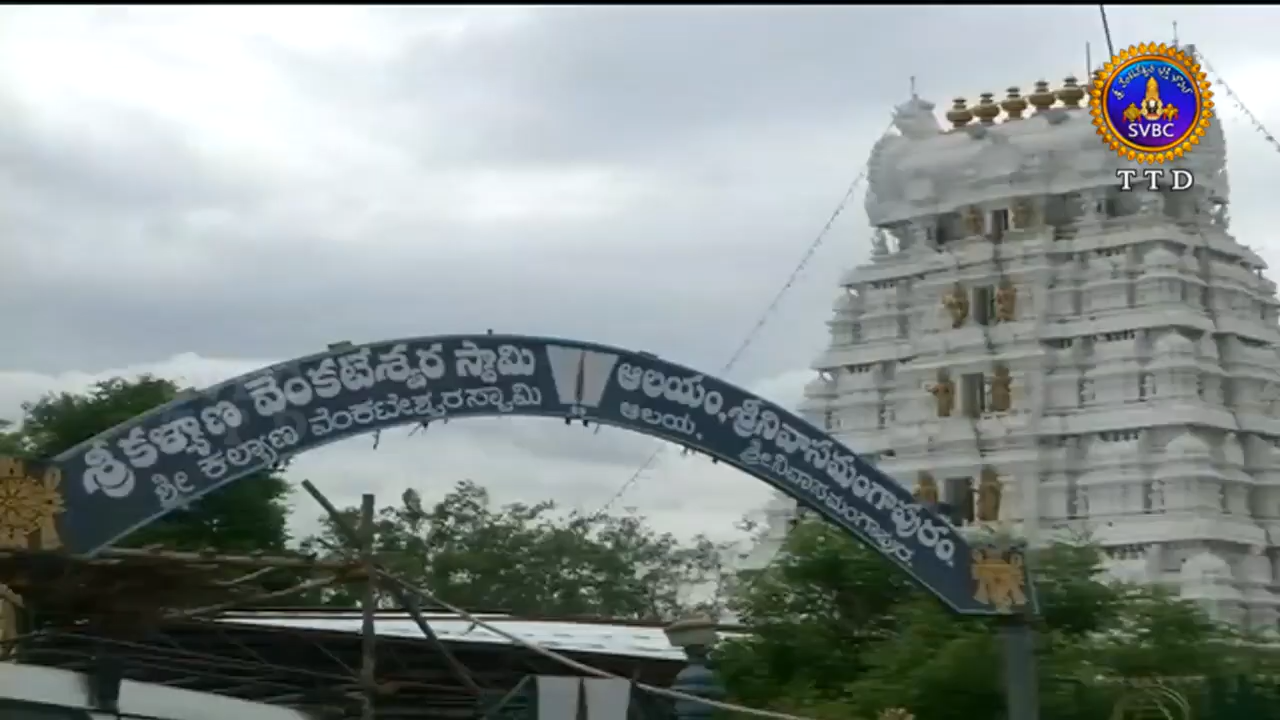 శ్రీ కళ్యాణ వెంకటేశ్వర స్వామి ఆలయం, శ్రీనివాసమంగాపురం.
ಶ್ರೀ ಕಲ್ಯಾಣ ವೆಂಕಟೇಶ್ವರಸ್ವಾಮಿ ಆಲಯ, ಶ್ರೀನಿವಾಸಮಂಗಾಪುರ
SVBC
TTD